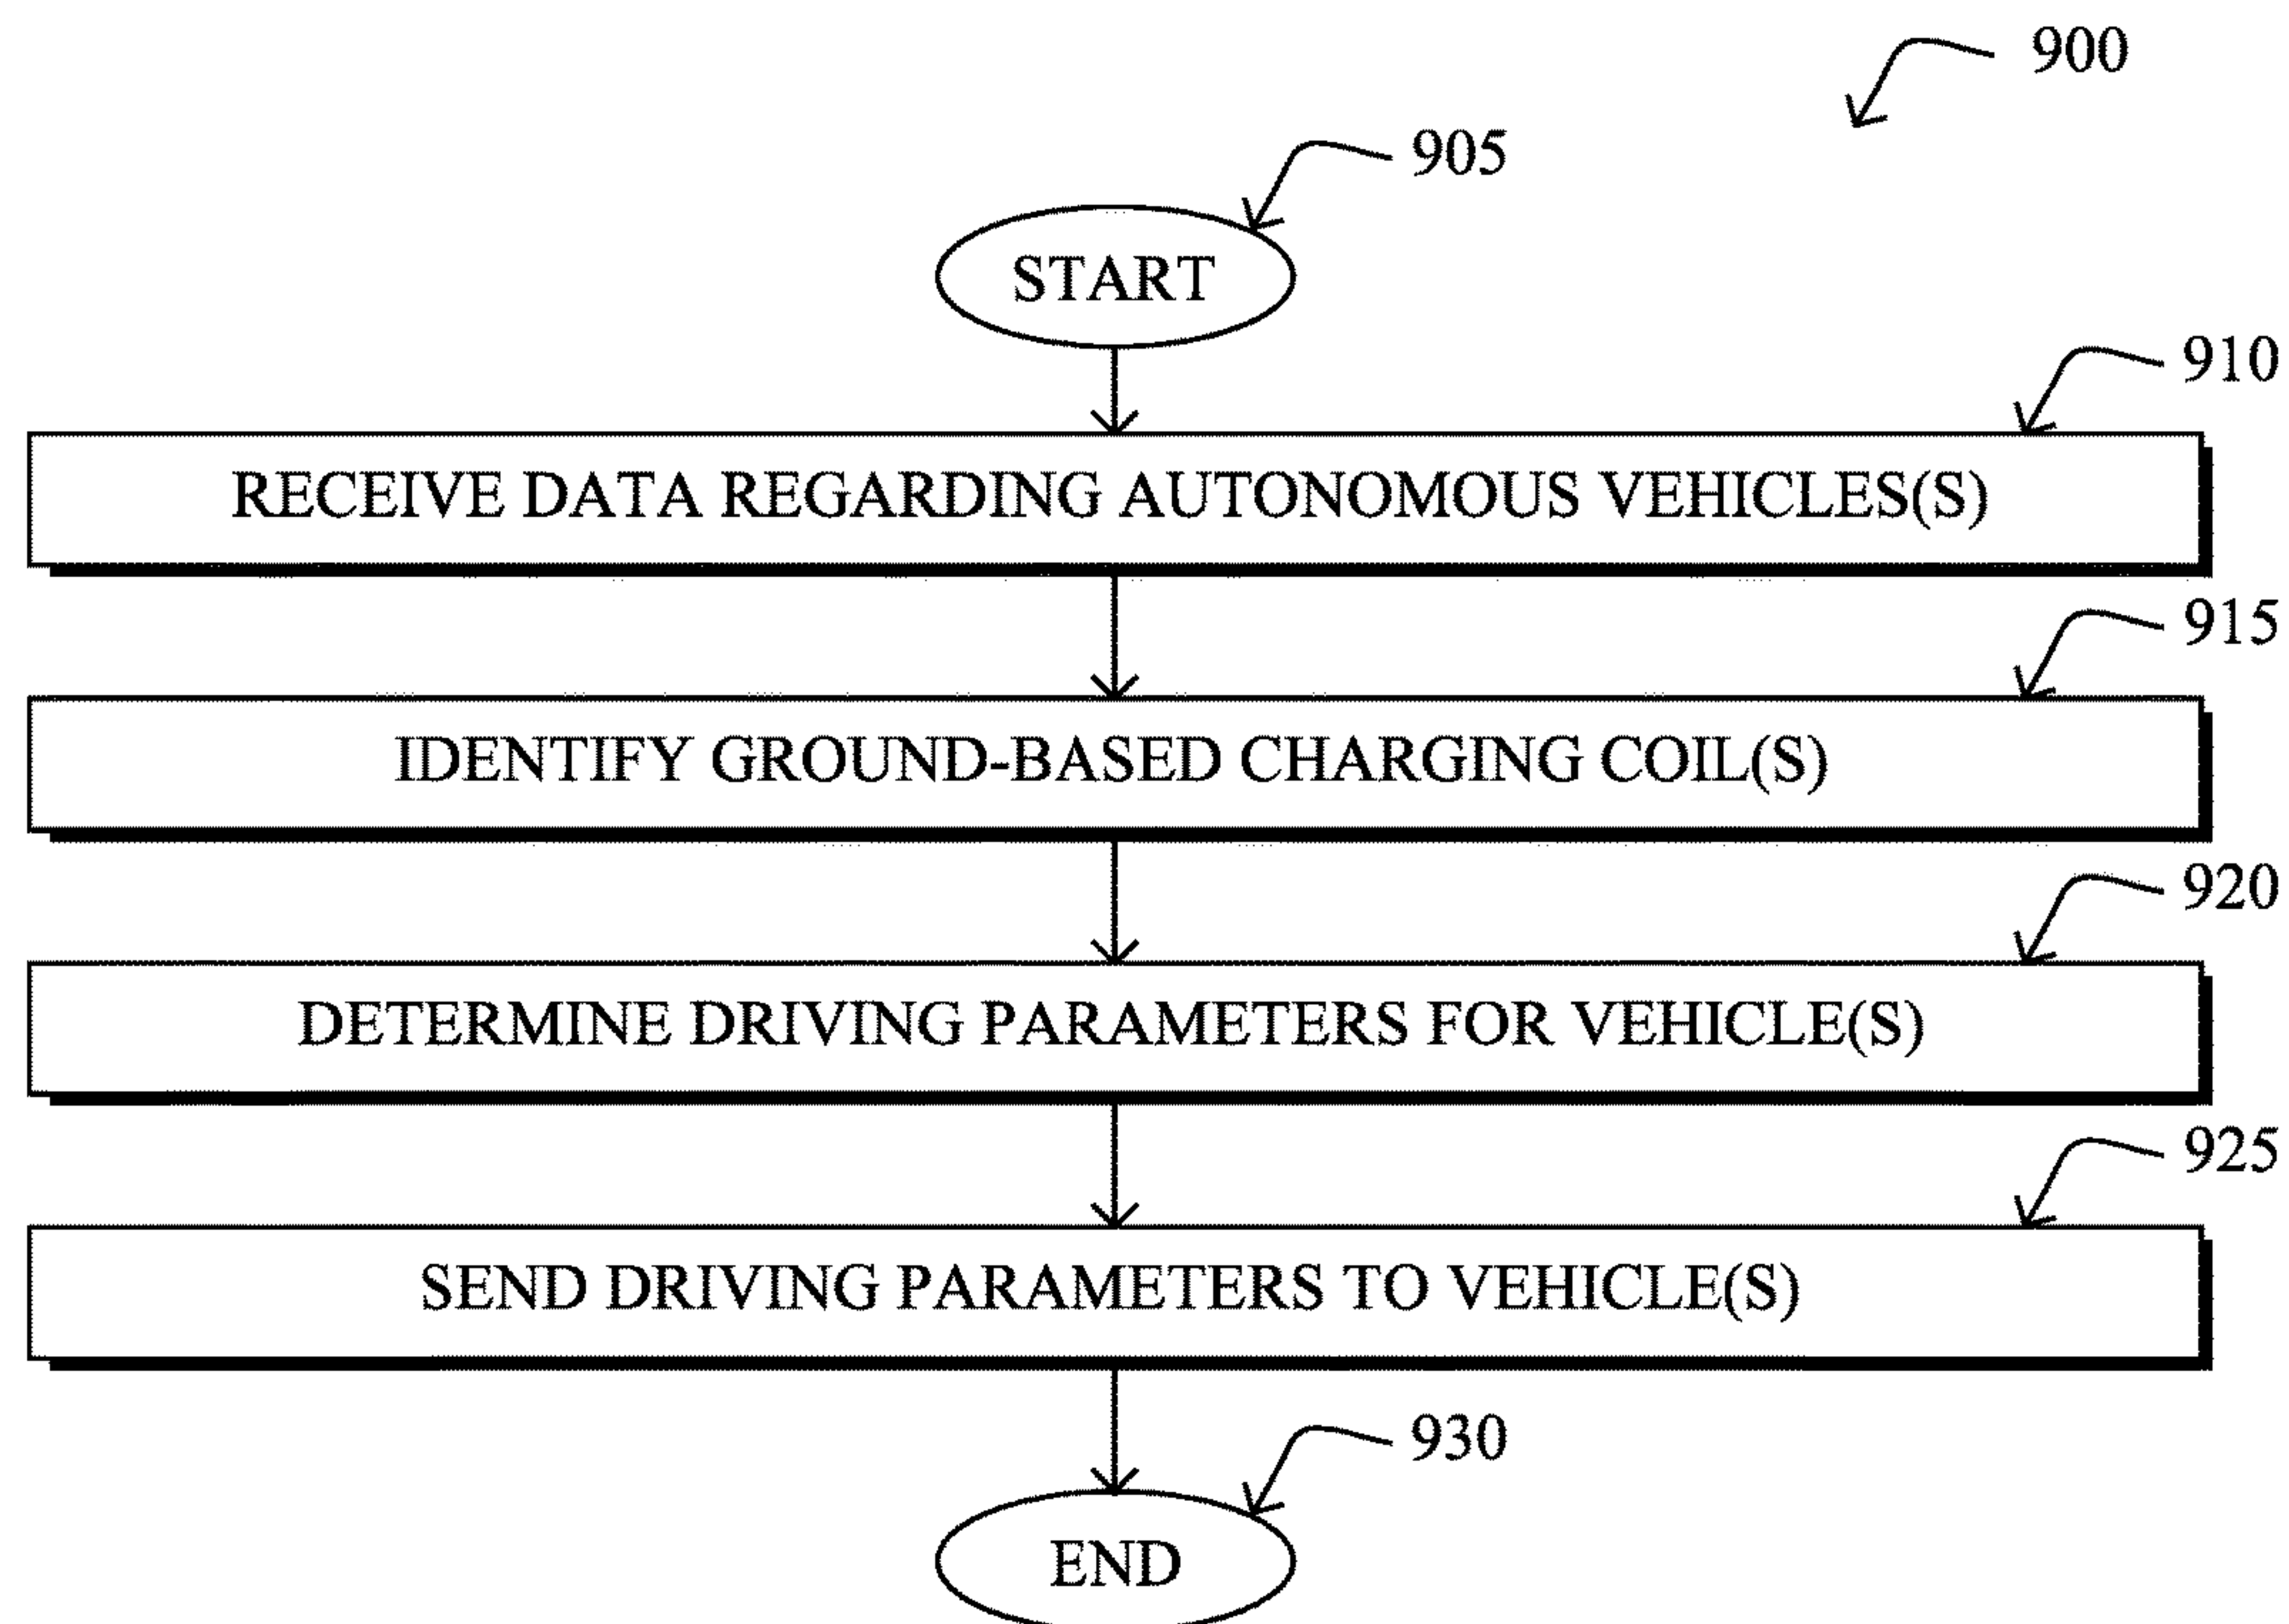 900
905
START
910
RECEIVE DATA REGARDING AUTONOMOUS VEHICLES(S)
915
IDENTIFY GROUND-BASED CHARGING COIL(S)
920
DETERMINE DRIVING PARAMETERS FOR VEHICLE(S)
925
SEND DRIVING PARAMETERS TO VEHICLE(S)
930
END